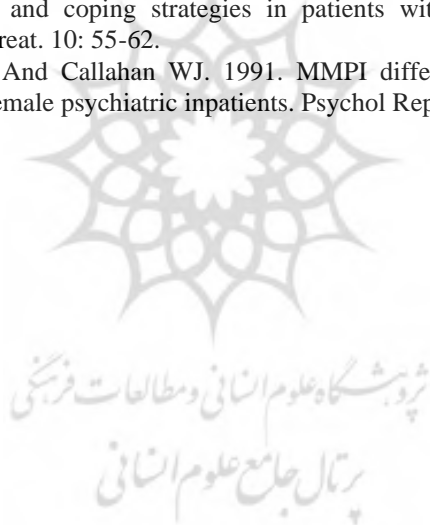 and coping strategies in patients wit
reat. 10: 55-62.
And Callahan WJ. 1991. MMPI diffe
emale psychiatric inpatients. Psychol Rep
پژوهشگاه علوم انسانی و مطالعات فرهنگی
پرتال جامع علوم انسانی